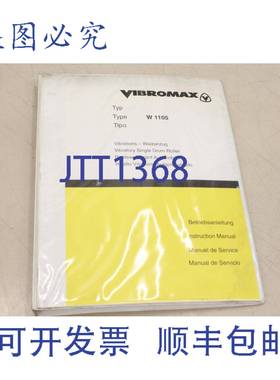 盗图必究
VIBROMAX V
Typ
Type W 1105
Tipo
Vibrations - Walzenzug
Vibratory Single Drum Roller
JTT1368
Betriebsanleitung
Instruction Manual
Manuel de Service
Manual de Servicio
可开发票 顺丰包邮